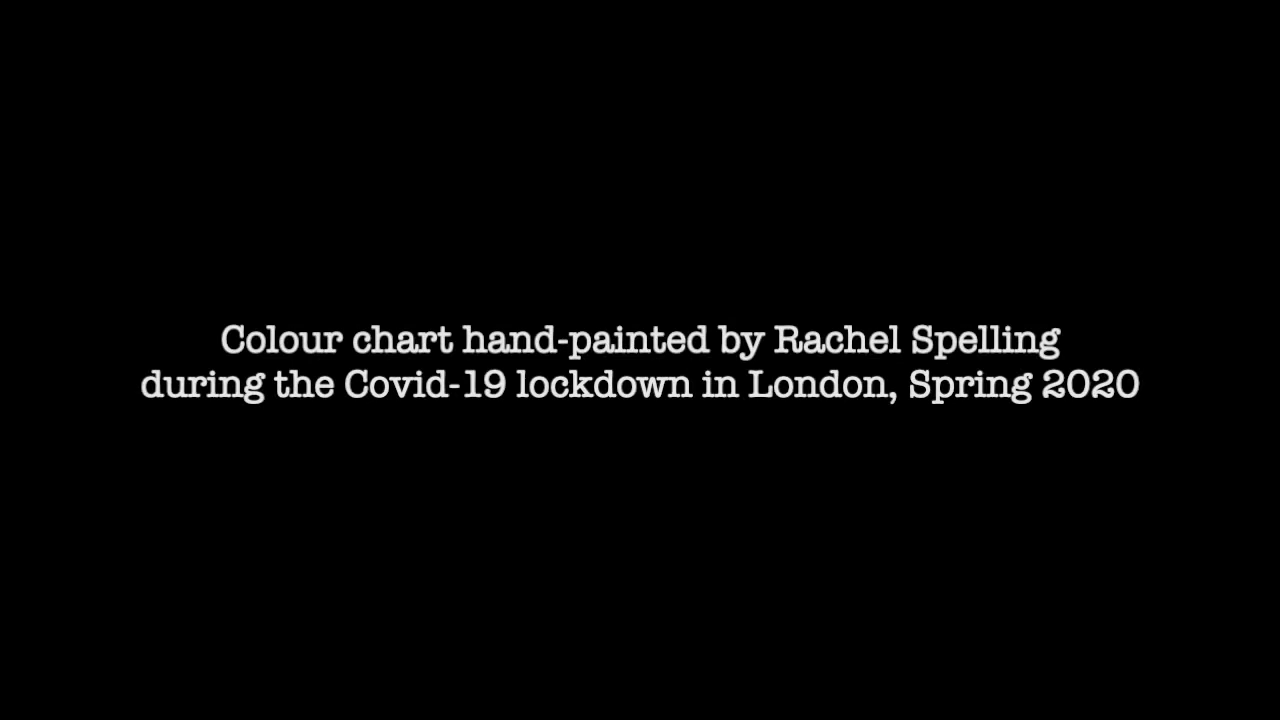 Colour chart hand-painted by Rachel Spelling
during the Covid-19 lockdown in London, Spring 2020